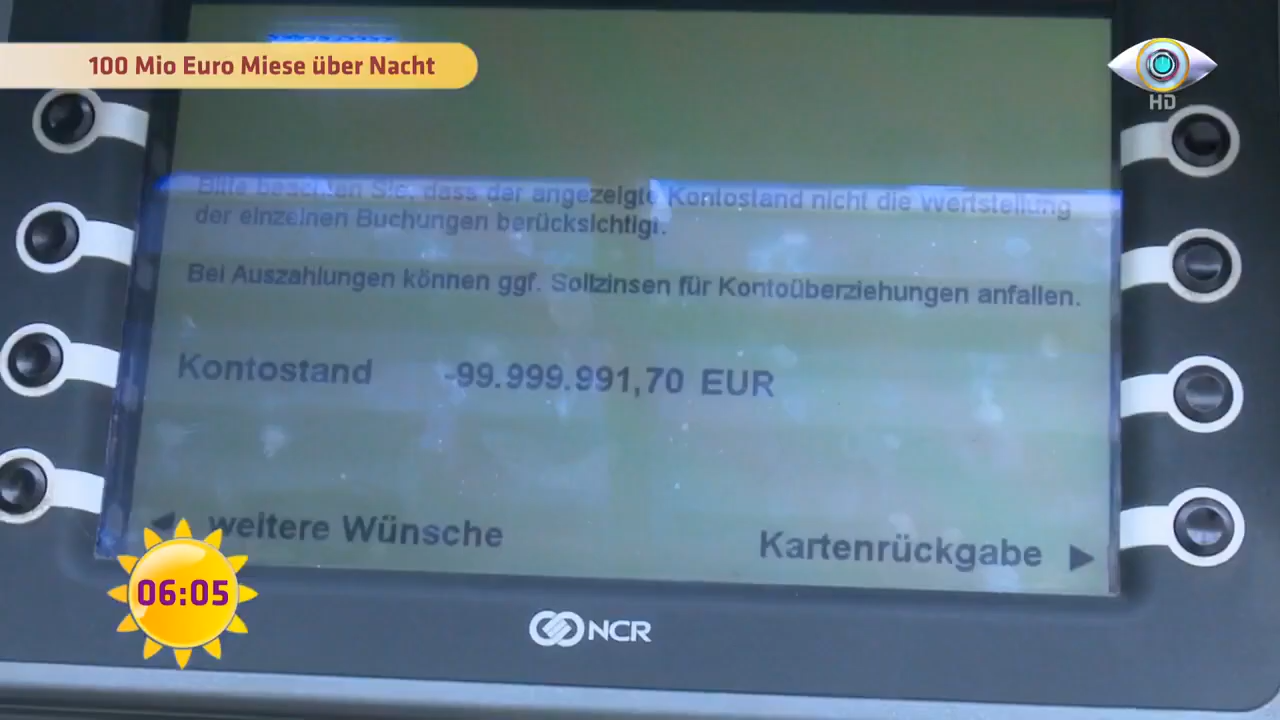 100 Mio Euro Miese über Nacht
HD
Bitte beachten Sie, dass der angezeigte Kontostand nicht die Wertstellung
der einzelnen Buchungen berücksichtigt.
Bei Auszahlungen können ggf. Sollzinsen für Kontoüberziehungen anfallen.
Kontostand -99.999.991,70 EUR
weitere Wünsche
Kartenrückgabe
06:05
NCR